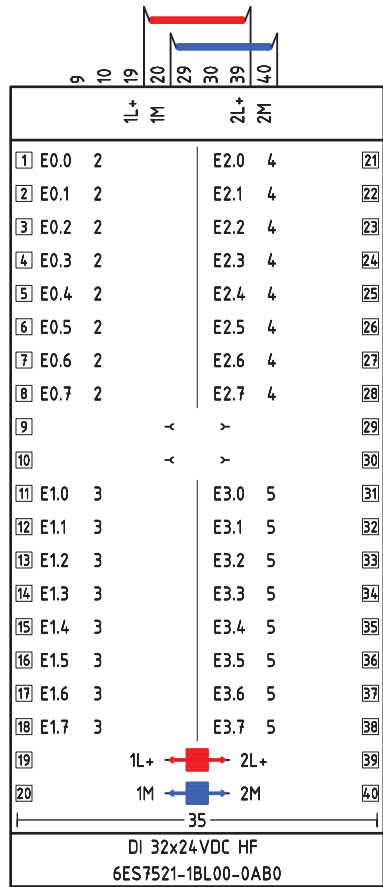 9 10 19 20 29 30 39 40
1L+ 1M 2L+ 2M
1 E0.0 2 E2.0 4 21
2 E0.1 2 E2.1 4 22
3 E0.2 2 E2.2 4 23
4 E0.3 2 E2.3 4 24
5 E0.4 2 E2.4 4 25
6 E0.5 2 E2.5 4 26
7 E0.6 2 E2.6 4 27
8 E0.7 2 E2.7 4 28
9 29
10 30
11 E1.0 3 E3.0 5 31
12 E1.1 3 E3.1 5 32
13 E1.2 3 E3.2 5 33
14 E1.3 3 E3.3 5 34
15 E1.4 3 E3.4 5 35
16 E1.5 3 E3.5 5 36
17 E1.6 3 E3.6 5 37
18 E1.7 3 E3.7 5 38
19 1L+ 2L+ 39
20 1M 2M 40
35
DI 32x24VDC HF
6ES7521-1BL00-0AB0